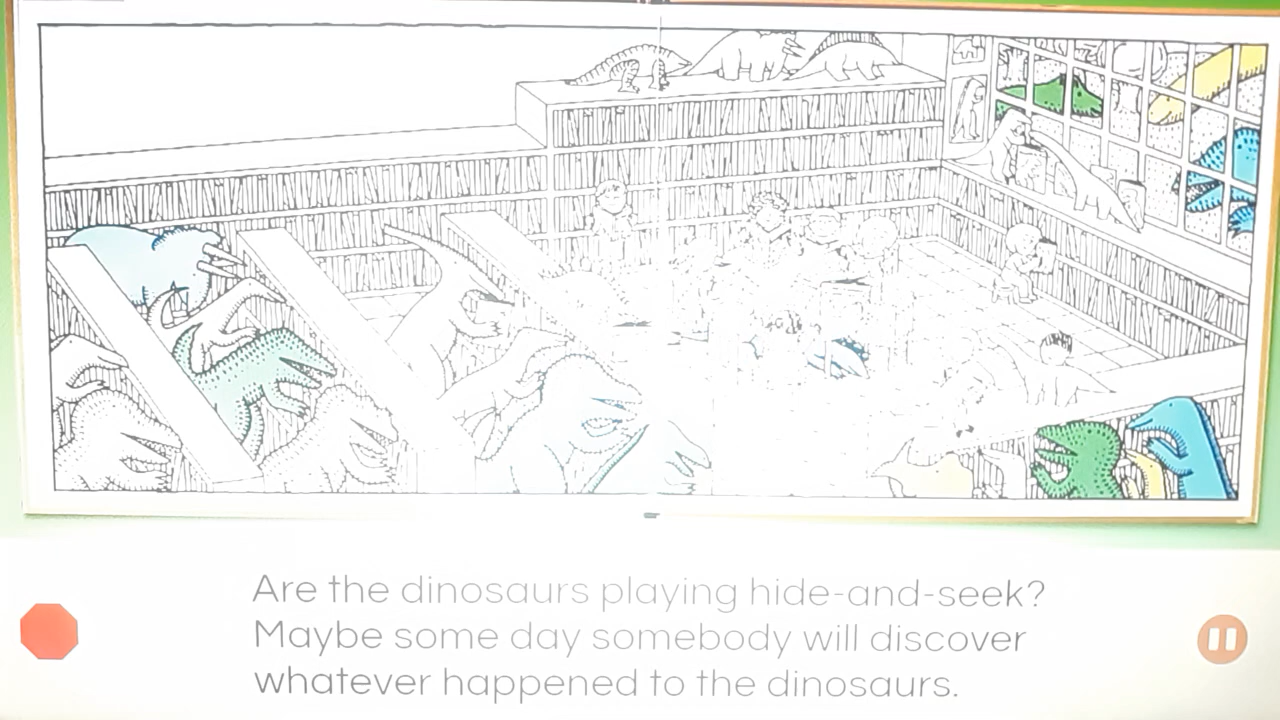 Are the dinosaurs playing hide-and-seek?
Maybe some day somebody will discover
whatever happened to the dinosaurs.